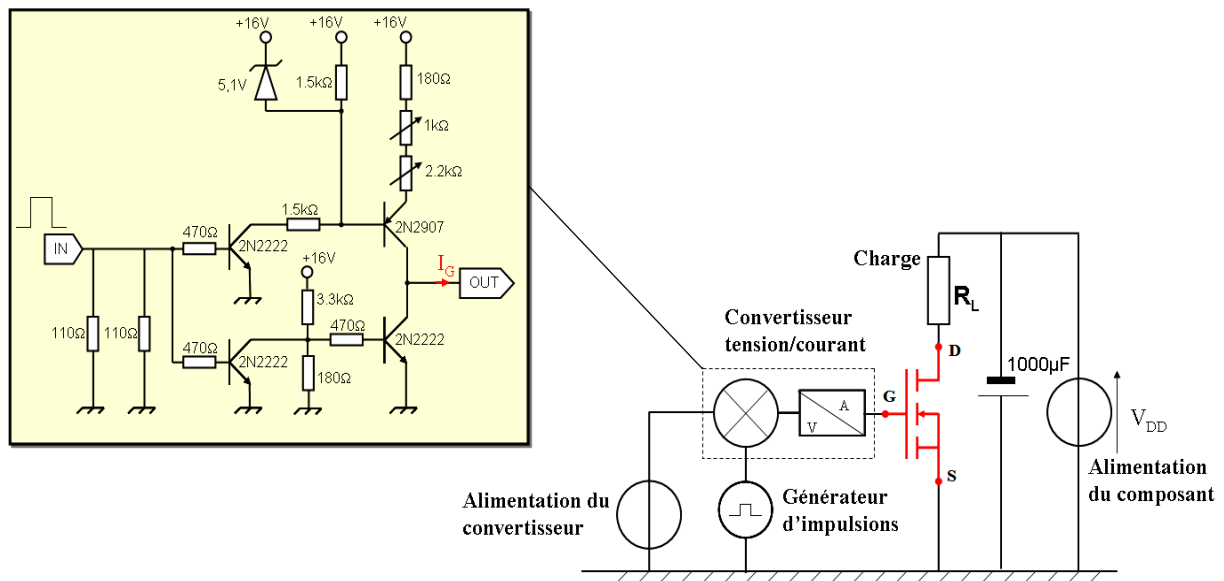 +16V
+16V
+16V
5,1V
1.5kΩ
180Ω
1kΩ
2.2kΩ
1.5kΩ
470Ω
2N2907
IN
2N2222
+16V
I_G
OUT
3.3kΩ
470Ω
110Ω
110Ω
470Ω
2N2222
2N2222
180Ω
Charge
R_L
Convertisseur
tension/courant
D
1000µF
G
A
V
V_DD
S
Alimentation du
convertisseur
Générateur
d'impulsions
Alimentation
du composant